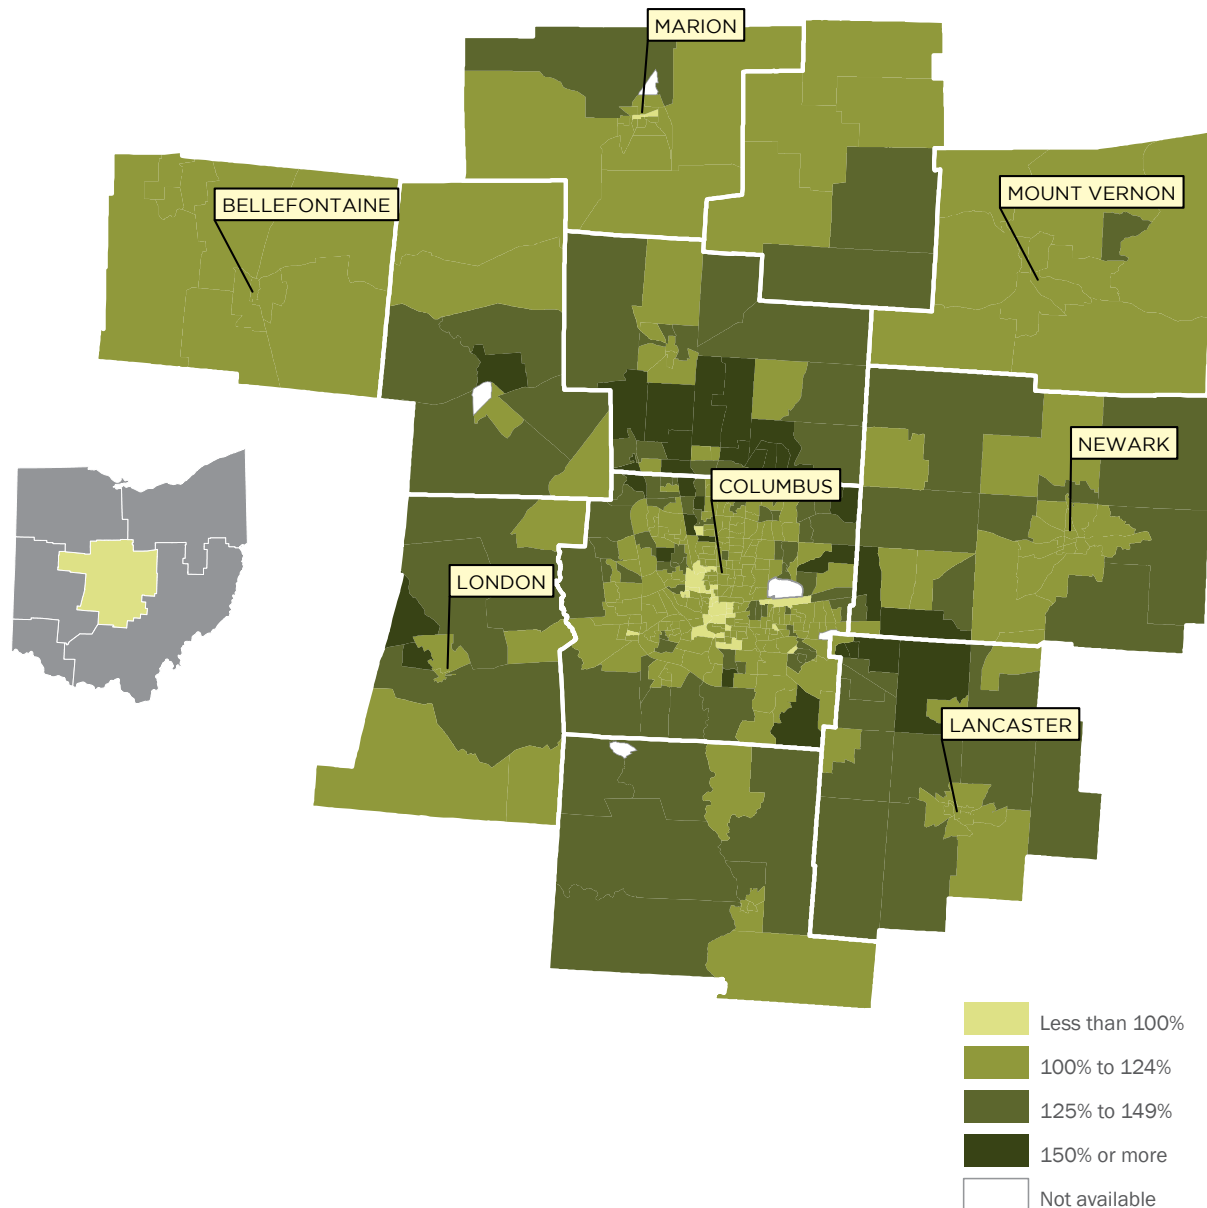 MARION
MOUNT VERNON
BELLEFONTAINE
NEWARK
COLUMBUS
LONDON
LANCASTER
Less than 100%
100% to 124%
125% to 149%
150% or more
Not available